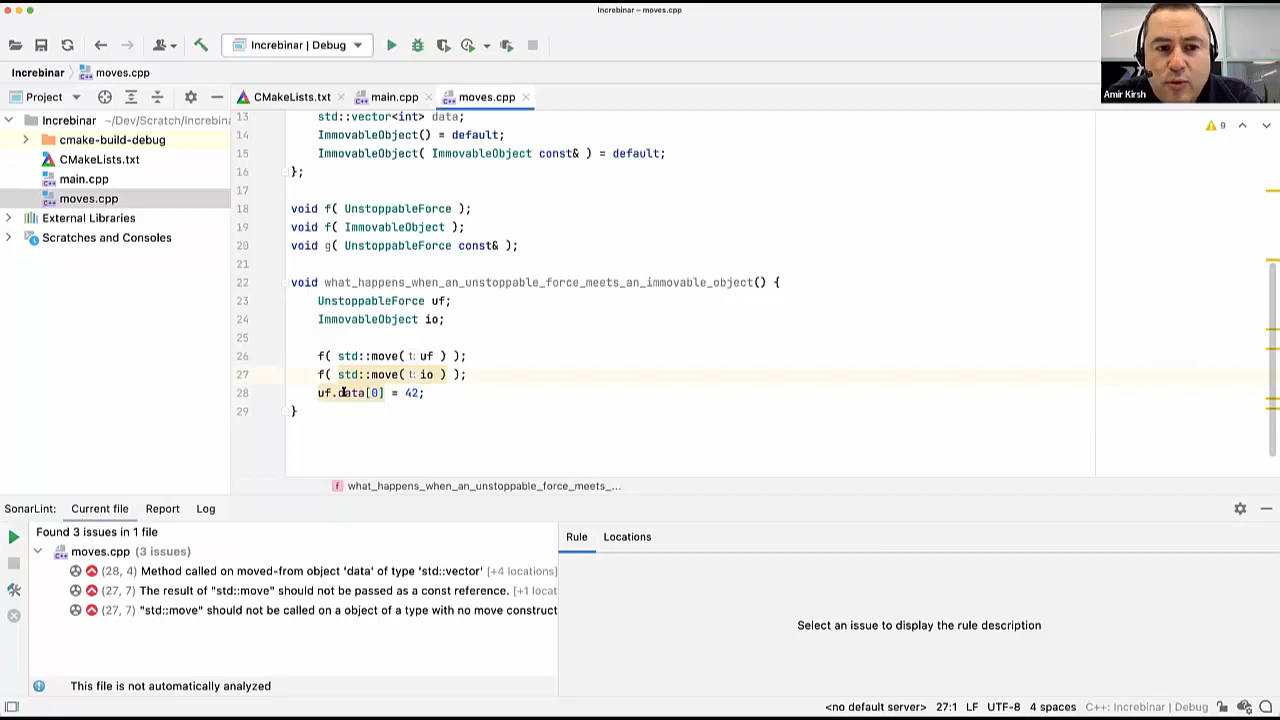 Increbinar – moves.cpp
Increbinar | Debug
Amir Kirsh
Increbinar moves.cpp
Project
CMakeLists.txt main.cpp moves.cpp
Increbinar ~/Dev/Scratch/Increbina
cmake-build-debug
CMakeLists.txt
main.cpp
moves.cpp
External Libraries
Scratches and Consoles
9
13 std::vector<int> data;
14 ImmovableObject() = default;
15 ImmovableObject( ImmovableObject const& ) = default;
16 };
17
18 void f( UnstoppableForce );
19 void f( ImmovableObject );
20 void g( UnstoppableForce const& );
21
22 void what_happens_when_an_unstoppable_force_meets_an_immovable_object() {
23 UnstoppableForce uf;
24 ImmovableObject io;
25
26 f( std::move( t: uf ) );
27 f( std::move( t: io ) );
28 uf.data[0] = 42;
29 }
f what_happens_when_an_unstoppable_force_meets_...
SonarLint: Current file Report Log
Found 3 issues in 1 file
moves.cpp (3 issues)
(28, 4) Method called on moved-from object 'data' of type 'std::vector' [+4 locations]
(27, 7) The result of "std::move" should not be passed as a const reference. [+1 locat
(27, 7) "std::move" should not be called on a object of a type with no move construct
This file is not automatically analyzed
Rule Locations
Select an issue to display the rule description
<no default server> 27:1 LF UTF-8 4 spaces C++: Increbinar | Debug